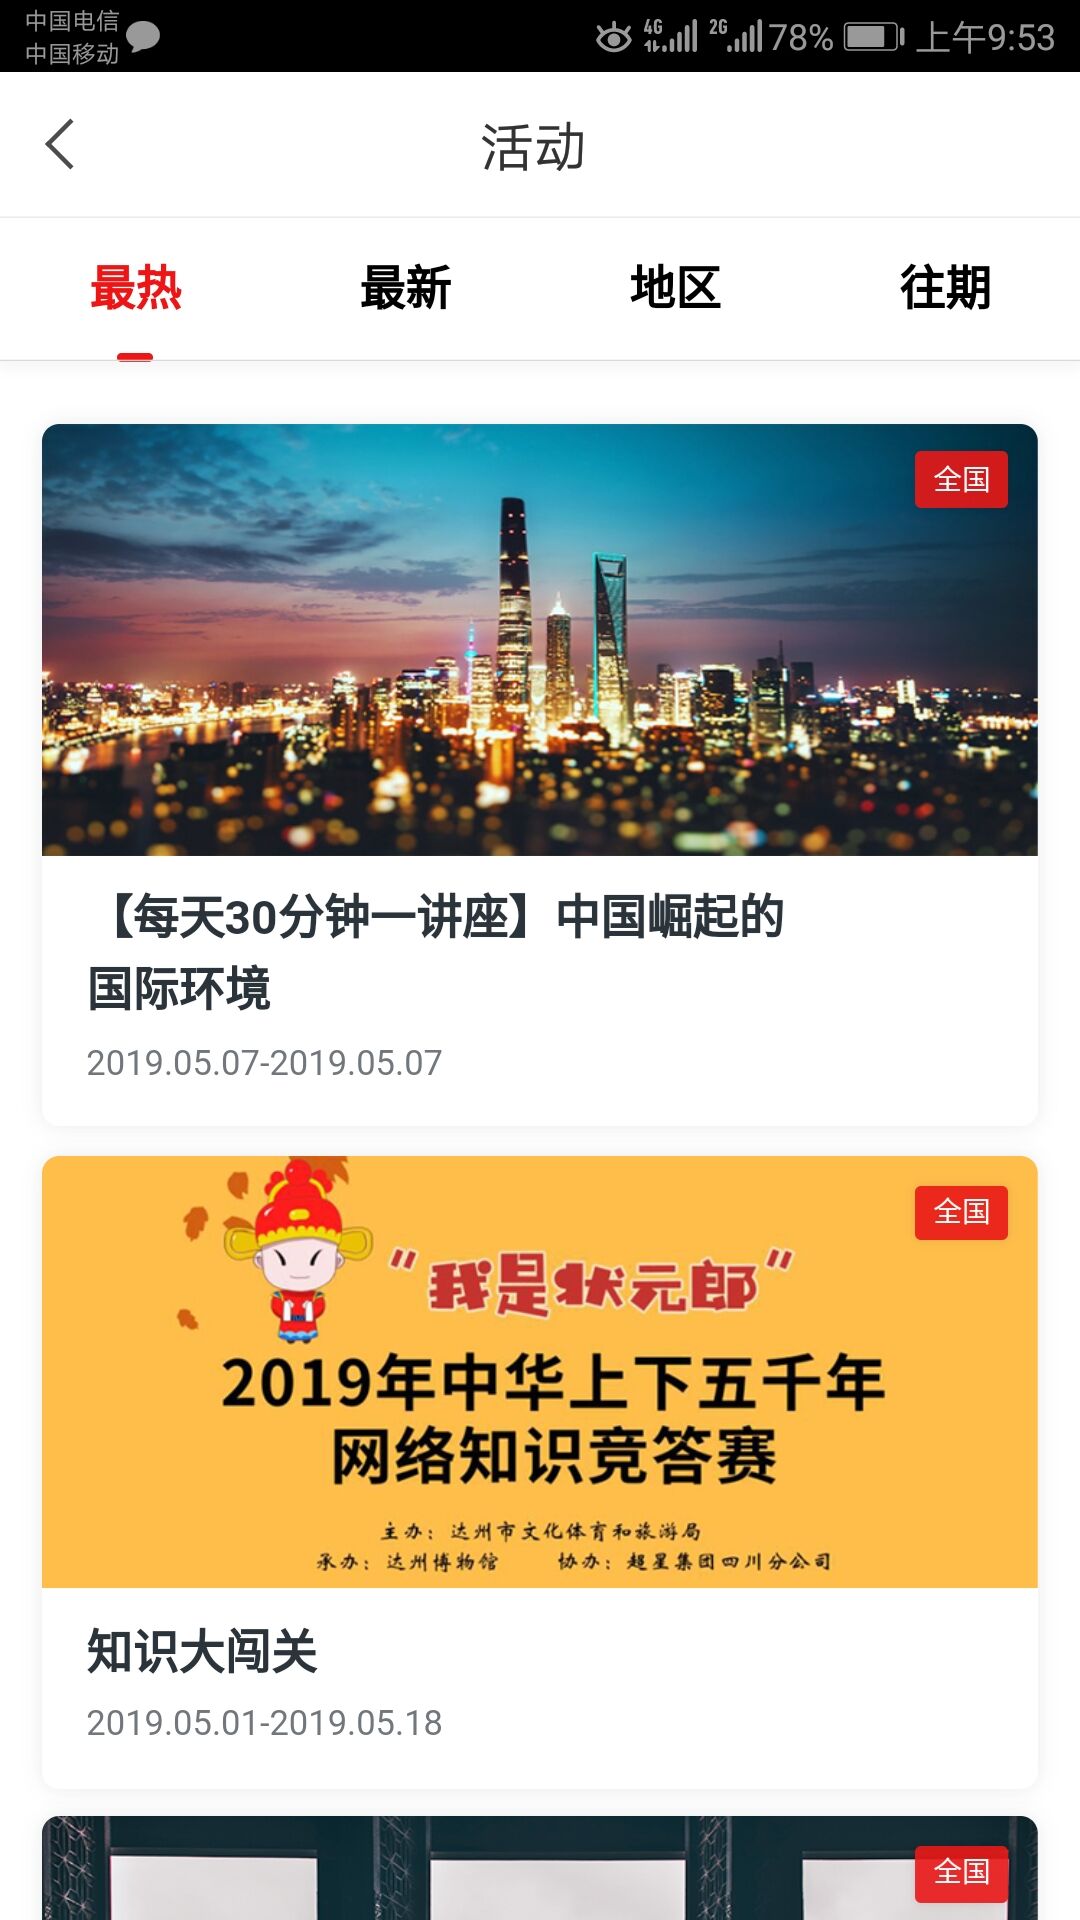 中国电信
中国移动
4G
2G
78%
上午9:53
活动
最热
最新
地区
往期
全国
【每天30分钟一讲座】中国崛起的
国际环境
2019.05.07-2019.05.07
全国
“我是状元郎”
2019年中华上下五千年
网络知识竞答赛
主办：达州市文化体育和旅游局
承办：达州博物馆 协办：超星集团四川分公司
知识大闯关
2019.05.01-2019.05.18
全国